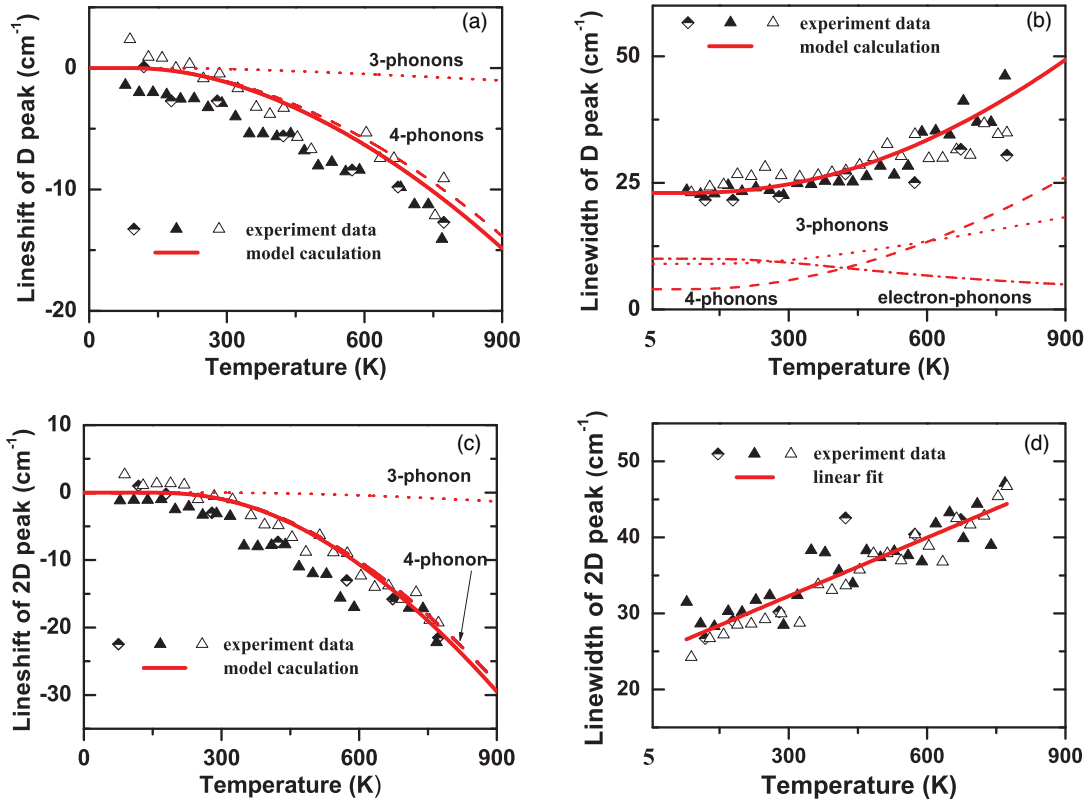 (a)
Lineshift of D peak (cm⁻¹)
0
-10
-20
3-phonons
4-phonons
experiment data
model caculation
0 300 600 900
Temperature (K)
(b)
Linewidth of D peak (cm⁻¹)
50
25
0
experiment data
model calculation
3-phonons
4-phonons
electron-phonons
5 300 600 900
Temperature (K)
(c)
Lineshift of 2D peak (cm⁻¹)
10
0
-10
-20
-30
3-phonon
4-phonon
experiment data
model caculation
0 300 600 900
Temperature (K)
(d)
Linewidth of 2D peak (cm⁻¹)
50
40
30
20
experiment data
linear fit
5 300 600 900
Temperature (K)